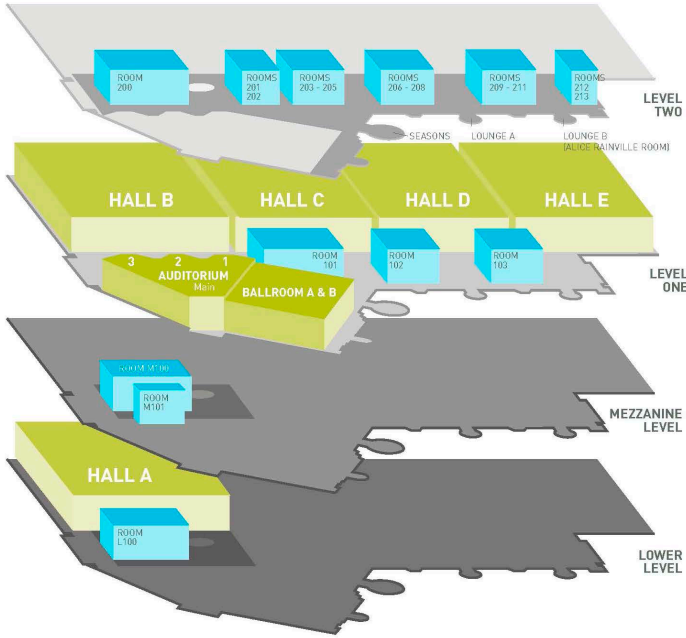 ROOM
200
ROOMS
201
202
ROOMS
203 - 205
ROOMS
206 - 208
ROOMS
209 - 211
ROOMS
212
213
LEVEL
TWO
SEASONS
LOUNGE A
LOUNGE B
(ALICE RAINVILLE ROOM)
HALL B
HALL C
HALL D
HALL E
ROOM
101
ROOM
102
ROOM
103
LEVEL
ONE
3
2
1
AUDITORIUM
Main
BALLROOM A & B
ROOM M100
ROOM
M101
MEZZANINE
LEVEL
HALL A
ROOM
L100
LOWER
LEVEL